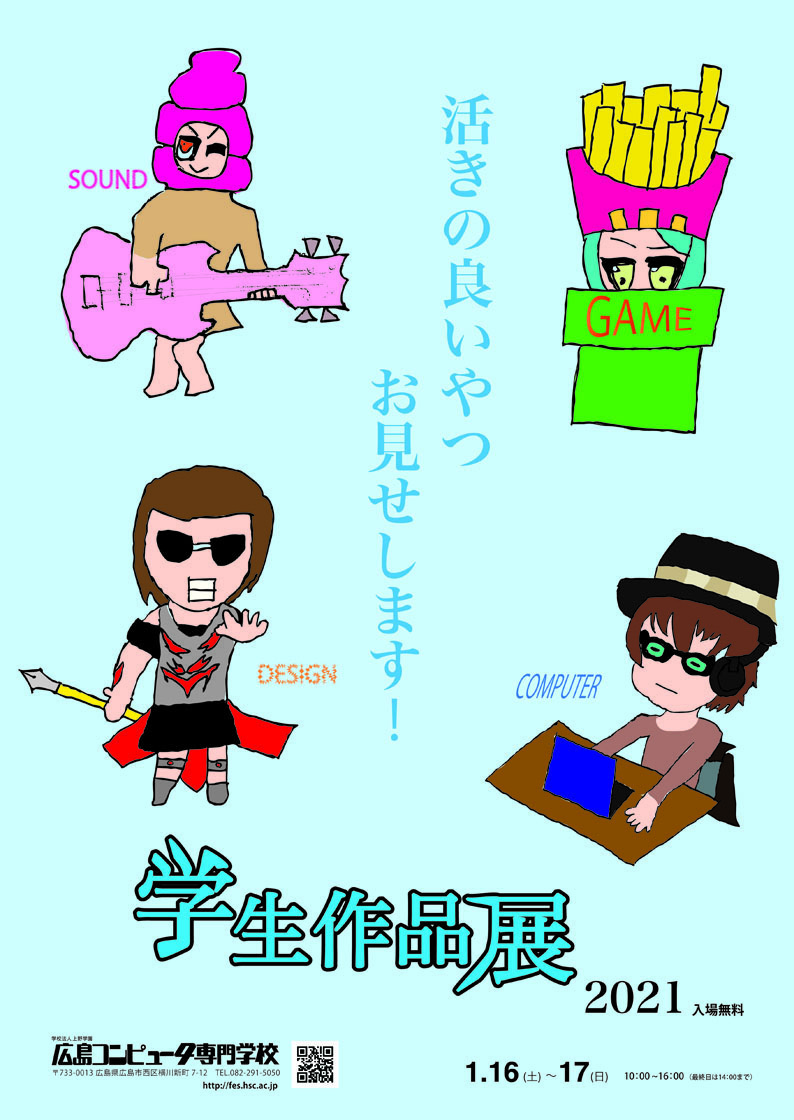 活きの良いやつ
お見せします！
SOUND
GAME
DESIGN
COMPUTER
学生作品展
2021 入場無料
学校法人上野学園
広島コンピュータ専門学校
〒733-0013 広島県広島市西区横川新町 7-12 TEL.082-291-5050
http://fes.hsc.ac.jp
1.16(土)～17(日) 10:00~16:00 (最終日は14:00まで)